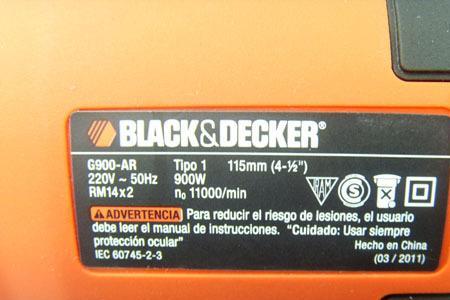 BLACK&DECKER®
G900-AR Tipo 1 115mm (4-½")
220V ~ 50Hz 900W
RM14x2 n₀ 11000/min
ADVERTENCIA Para reducir el riesgo de lesiones, el usuario
debe leer el manual de instrucciones. "Cuidado: Usar siempre
protección ocular"
Hecho en China
IEC 60745-2-3 (03 / 2011)